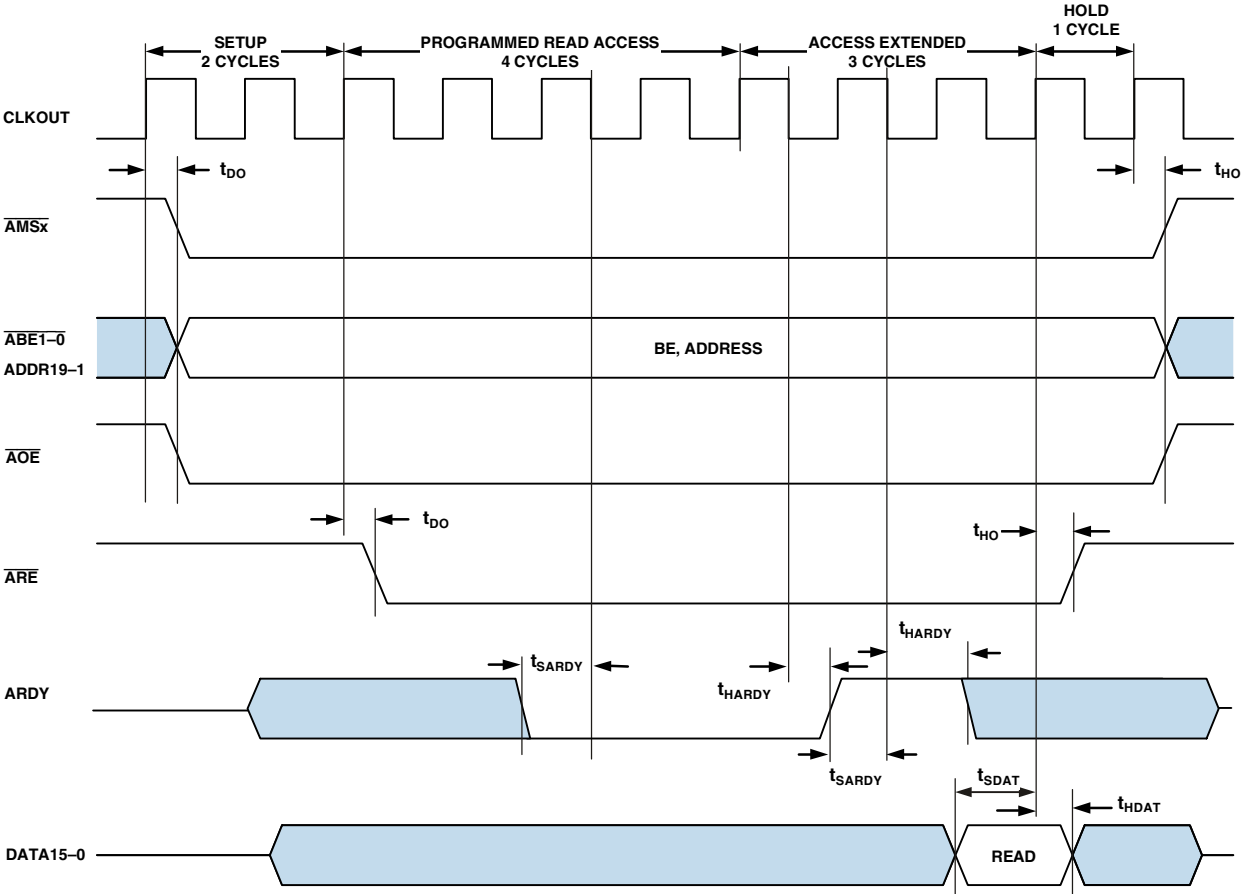 HOLD
1 CYCLE
SETUP
2 CYCLES
PROGRAMMED READ ACCESS
4 CYCLES
ACCESS EXTENDED
3 CYCLES
CLKOUT
tDO
tHO
AMSx
ABE1–0
ADDR19–1
BE, ADDRESS
AOE
tDO
tHO
ARE
tHARDY
tSARDY
tHARDY
ARDY
tSARDY
tSDAT
tHDAT
DATA15–0
READ